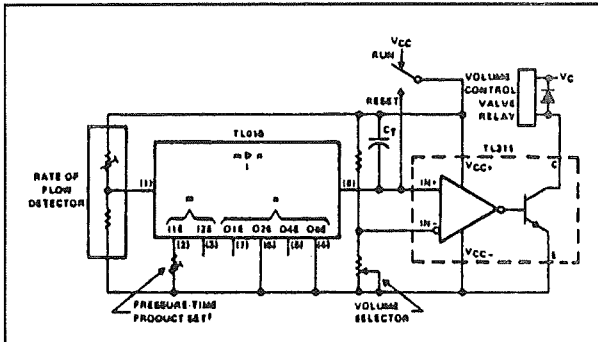 VCC
RUN
VOLUME
CONTROL
VALVE
RELAY
VC
RESET
TL018
CT
TL311
RATE OF
FLOW
DETECTOR
m ▷ n
(1)
IN+
VCC+
C
m
n
IN-
(2)
(3)
(7)
(6)
(5)
(4)
VCC-
E
PRESSURE-TIME
PRODUCT SET
VOLUME
SELECTOR